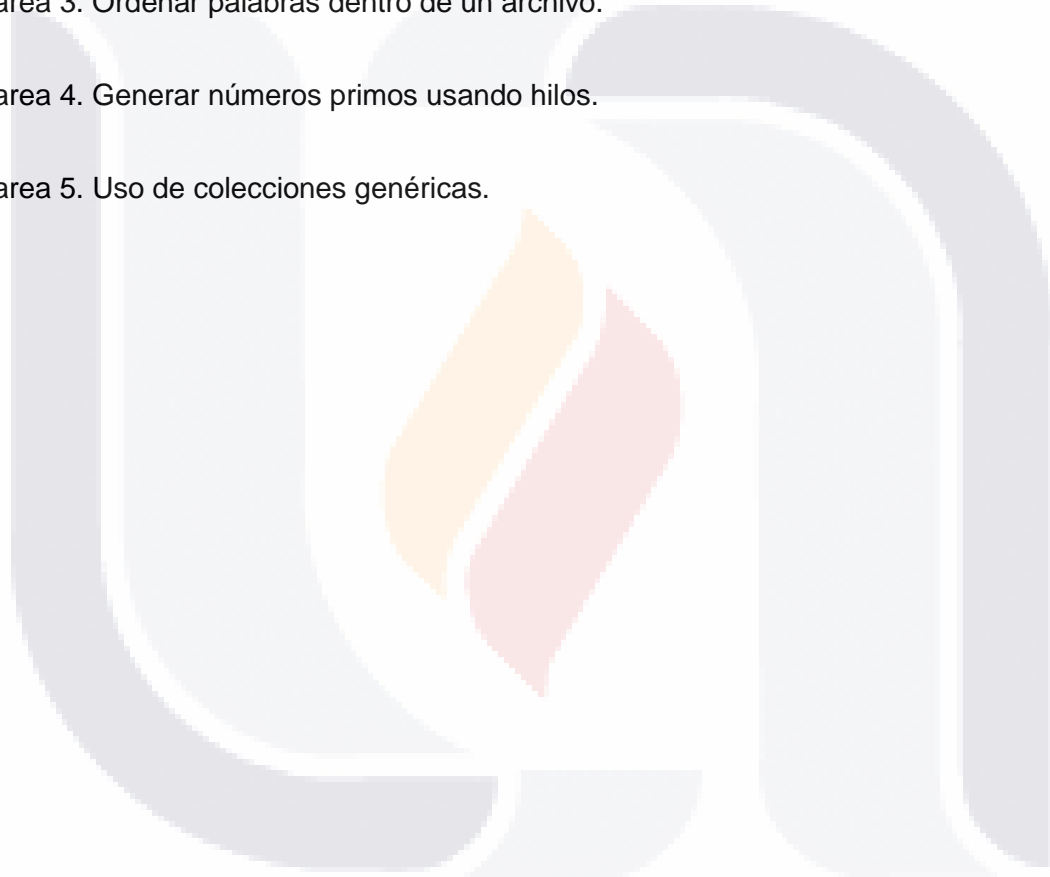 area 3. Ordenar palabras dentro de un archivo.
area 4. Generar números primos usando hilos.
area 5. Uso de colecciones genéricas.